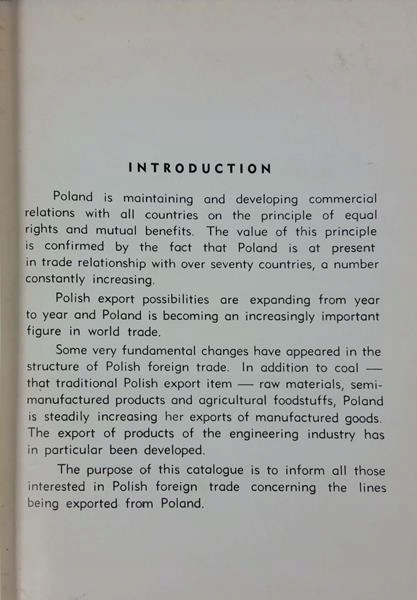 INTRODUCTION
Poland is maintaining and developing commercial
relations with all countries on the principle of equal
rights and mutual benefits. The value of this principle
is confirmed by the fact that Poland is at present
in trade relationship with over seventy countries, a number
constantly increasing.
Polish export possibilities are expanding from year
to year and Poland is becoming an increasingly important
figure in world trade.
Some very fundamental changes have appeared in the
structure of Polish foreign trade. In addition to coal —
that traditional Polish export item — raw materials, semi-
manufactured products and agricultural foodstuffs, Poland
is steadily increasing her exports of manufactured goods.
The export of products of the engineering industry has
in particular been developed.
The purpose of this catalogue is to inform all those
interested in Polish foreign trade concerning the lines
being exported from Poland.